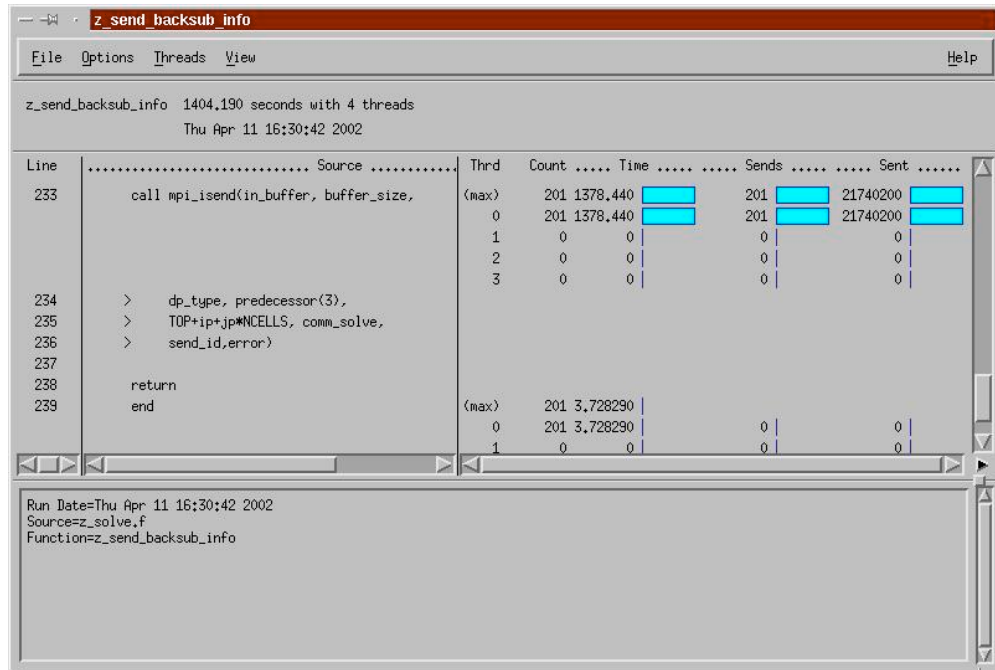 z_send_backsub_info
File Options Threads View Help
z_send_backsub_info 1404.190 seconds with 4 threads
Thu Apr 11 16:30:42 2002
Line ............................. Source ........... Thrd Count ..... Time ..... ..... Sends ..... ..... Sent ......
233 call mpi_isend(in_buffer, buffer_size, (max) 201 1378.440 201 21740200
0 201 1378.440 201 21740200
1 0 0 0 0
2 0 0 0 0
3 0 0 0 0
234 > dp_type, predecessor(3),
235 > TOP+ip+jp*NCELLS, comm_solve,
236 > send_id,error)
237
238 return
239 end (max) 201 3.728290
0 201 3.728290 0 0
1 0 0 0 0
Run Date=Thu Apr 11 16:30:42 2002
Source=z_solve.f
Function=z_send_backsub_info